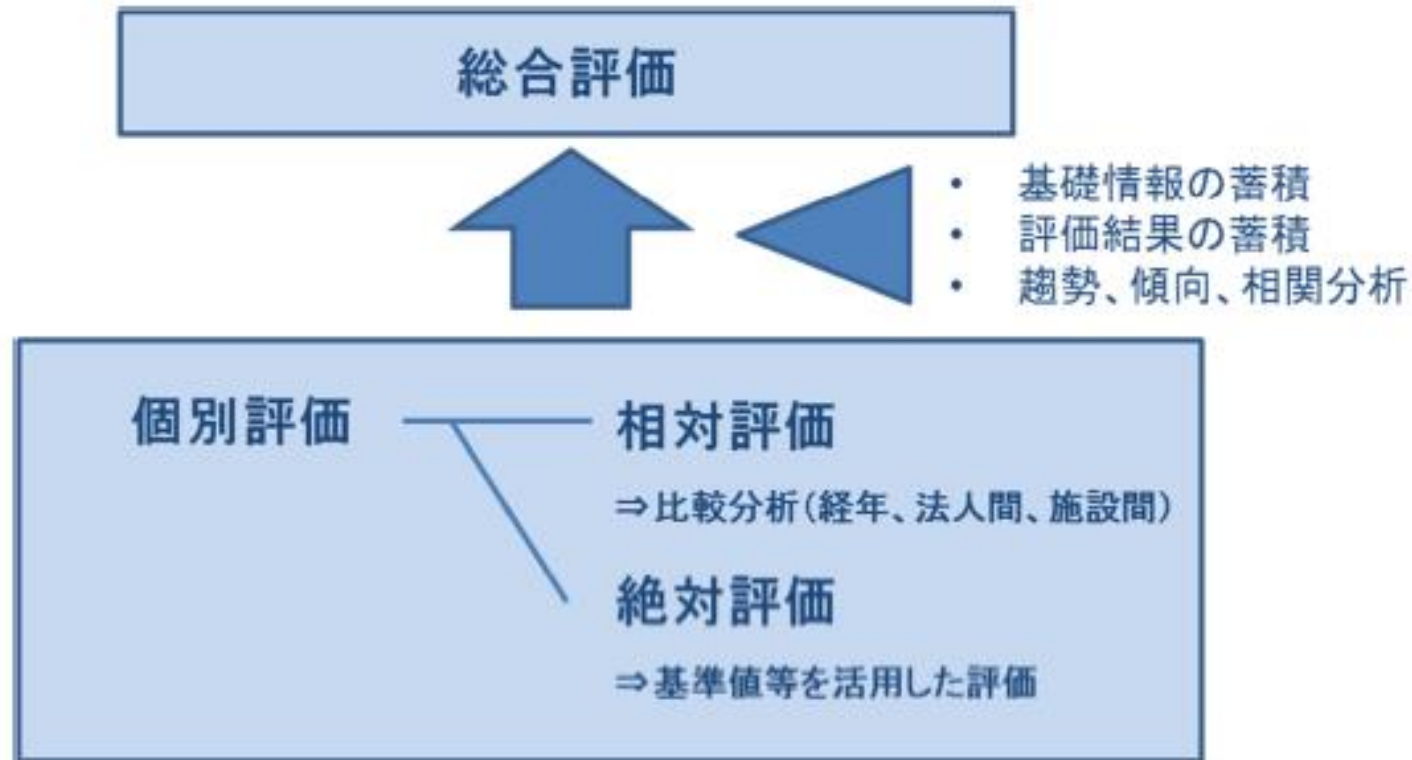 総合評価
• 基礎情報の蓄積
• 評価結果の蓄積
• 趨勢、傾向、相関分析
個別評価
相対評価
⇒比較分析(経年、法人間、施設間)
絶対評価
⇒基準値等を活用した評価